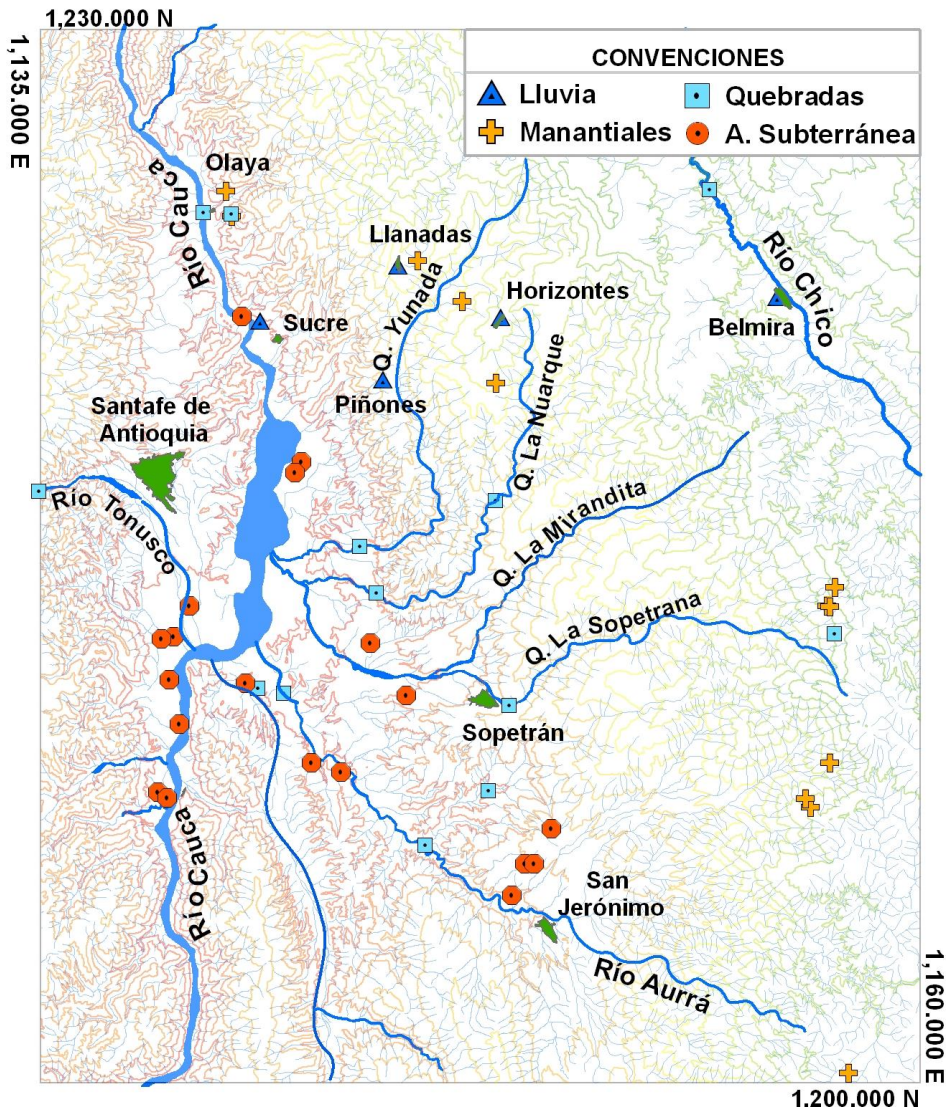 1,230.000 N
1,135.000 E
CONVENCIONES
Lluvia
Quebradas
Manantiales
A. Subterránea
Olaya
Río Cauca
Llanadas
Q. Yunada
Horizontes
Río Chico
Belmira
Sucre
Piñones
Q. La Nuarque
Santafe de
Antioquia
Río Tonusco
Q. La Mirandita
Q. La Sopetrana
Sopetrán
Río Cauca
San
Jerónimo
Río Aurrá
1,160.000 E
1,200.000 N